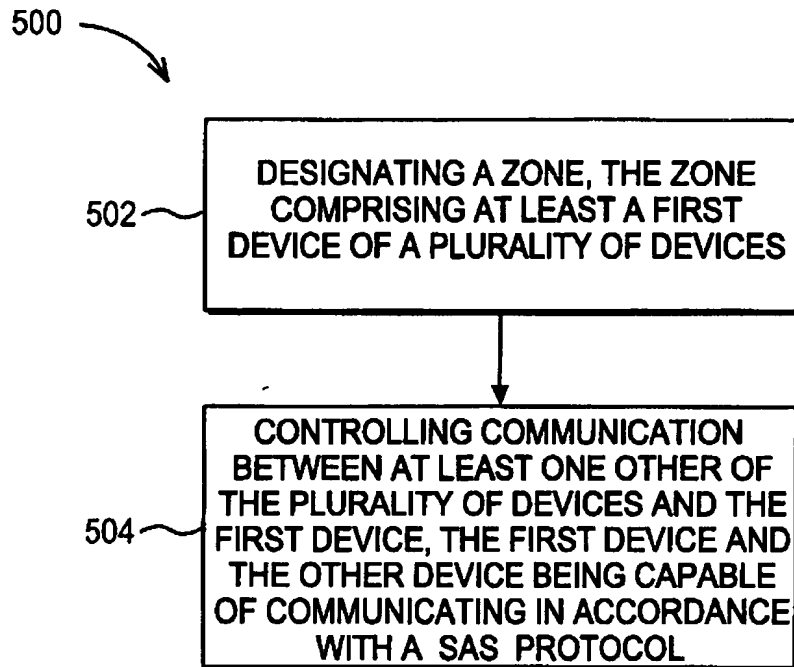 500
502
DESIGNATING A ZONE, THE ZONE
COMPRISING AT LEAST A FIRST
DEVICE OF A PLURALITY OF DEVICES
504
CONTROLLING COMMUNICATION
BETWEEN AT LEAST ONE OTHER OF
THE PLURALITY OF DEVICES AND THE
FIRST DEVICE, THE FIRST DEVICE AND
THE OTHER DEVICE BEING CAPABLE
OF COMMUNICATING IN ACCORDANCE
WITH A SAS PROTOCOL